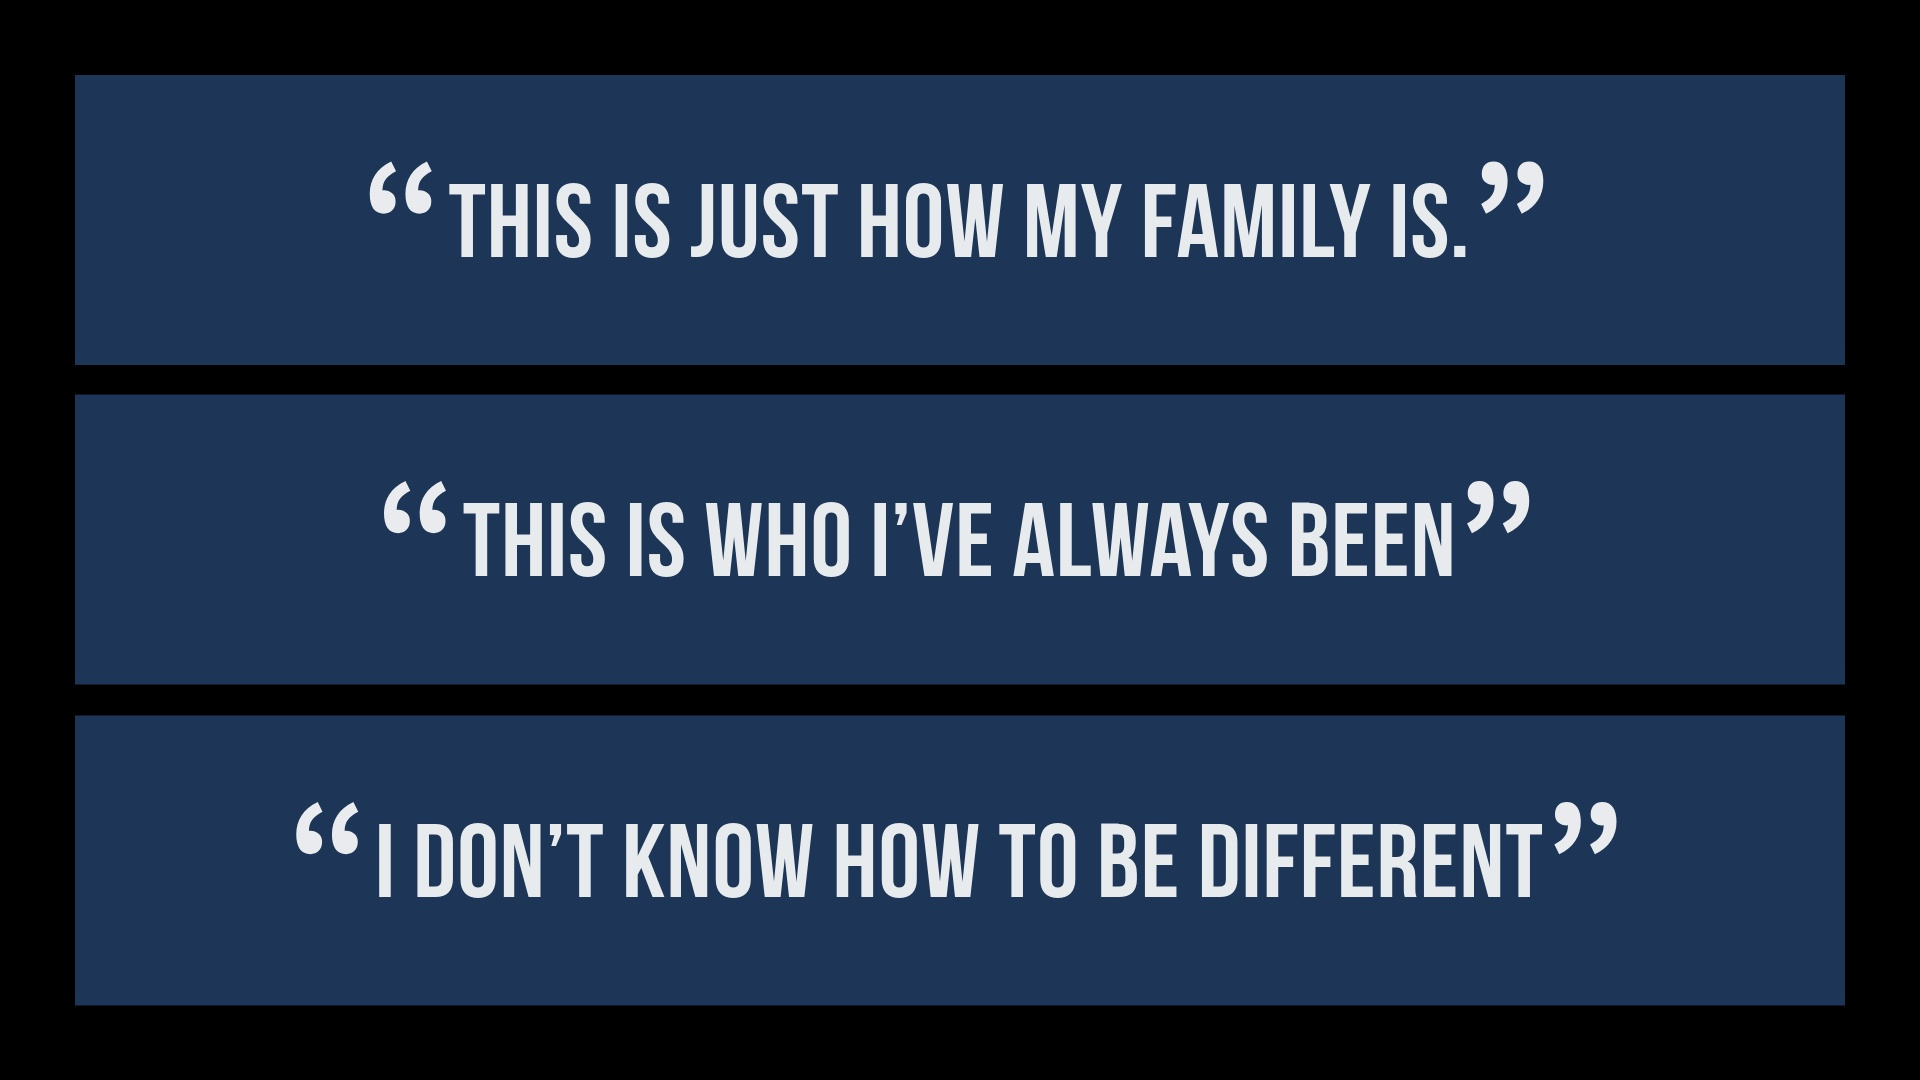 “THIS IS JUST HOW MY FAMILY IS.”
“THIS IS WHO I’VE ALWAYS BEEN”
“I DON’T KNOW HOW TO BE DIFFERENT”